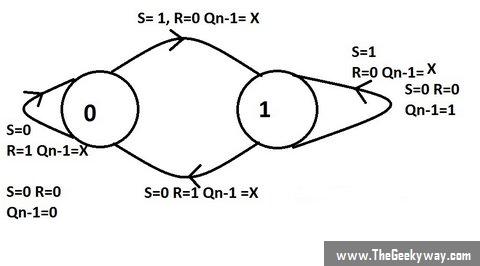 S= 1, R=0 Qn-1= X
S=1
R=0 Qn-1= X
S=0 R=0
Qn-1=1
0
1
S=0
R=1 Qn-1=X
S=0 R=0
Qn-1=0
S=0 R=1 Qn-1 =X
www.TheGeekyway.com